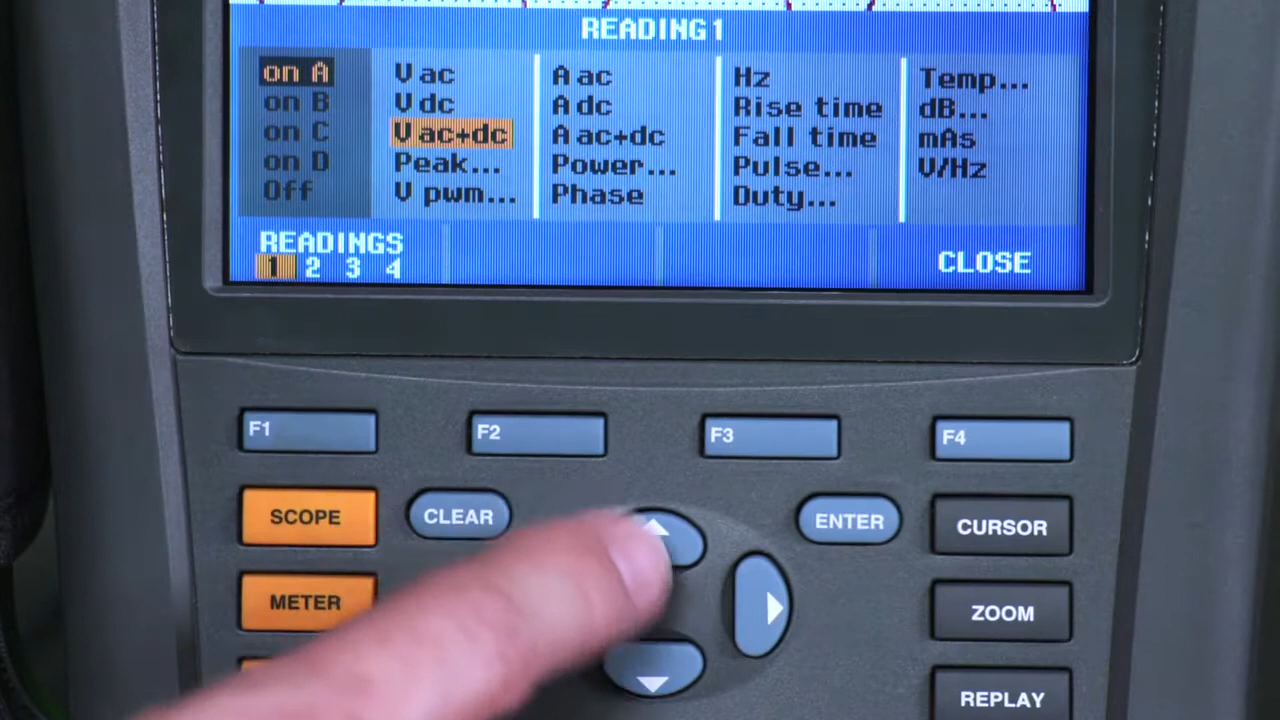 READING 1
on A
on B
on C
on D
Off
V ac
V dc
V ac+dc
Peak...
V pwm...
A ac
A dc
A ac+dc
Power...
Phase
Hz
Rise time
Fall time
Pulse...
Duty...
Temp...
dB...
mAs
V/Hz
READINGS
1 2 3 4
CLOSE
F1
F2
F3
F4
SCOPE
CLEAR
ENTER
CURSOR
METER
ZOOM
REPLAY